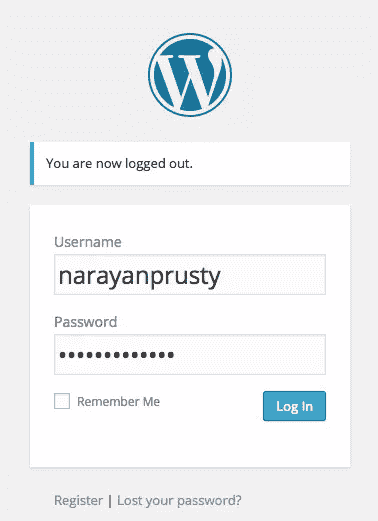 W
You are now logged out.
Username
narayanprusty
Password
•••••••••••••
Remember Me
Log In
Register | Lost your password?